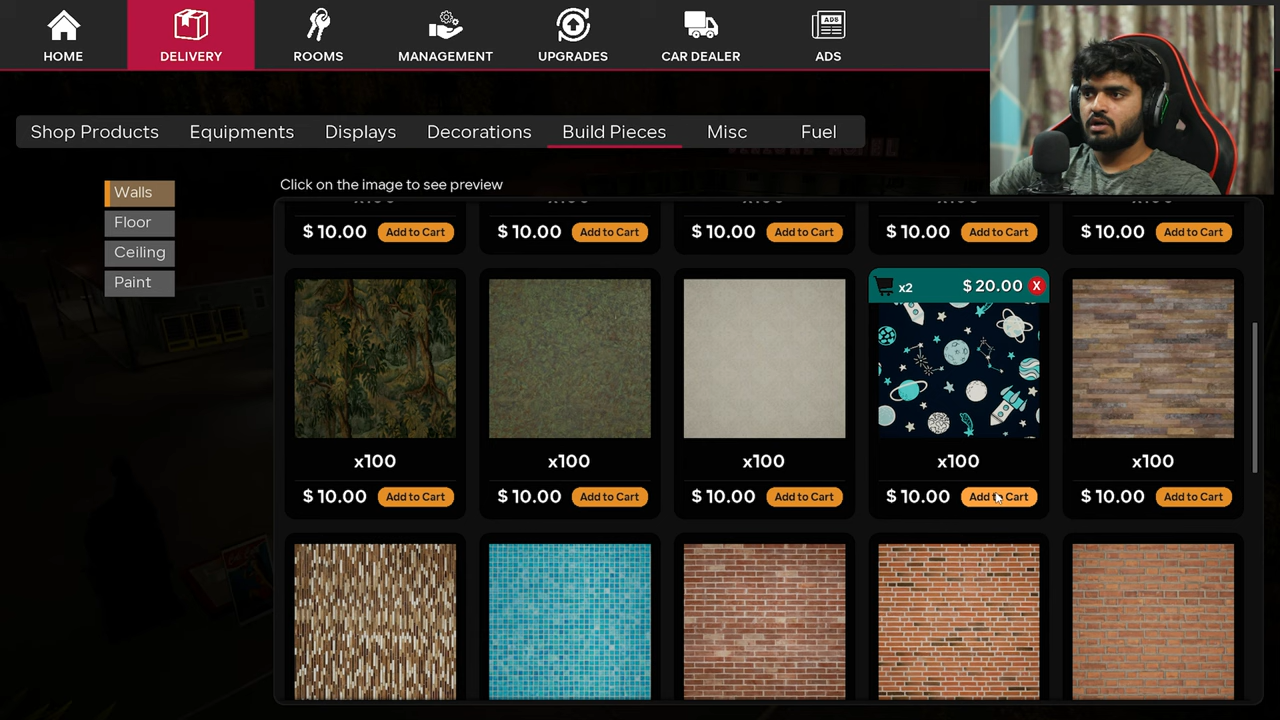 HOME
DELIVERY
ROOMS
MANAGEMENT
UPGRADES
CAR DEALER
ADS
ADS
Shop Products Equipments Displays Decorations Build Pieces Misc Fuel
Click on the image to see preview
Walls
Floor
Ceiling
Paint
$ 10.00 Add to Cart $ 10.00 Add to Cart $ 10.00 Add to Cart $ 10.00 Add to Cart $ 10.00 Add to Cart
x2 $ 20.00 X
x100 x100 x100 x100 x100
$ 10.00 Add to Cart $ 10.00 Add to Cart $ 10.00 Add to Cart $ 10.00 Add to Cart $ 10.00 Add to Cart